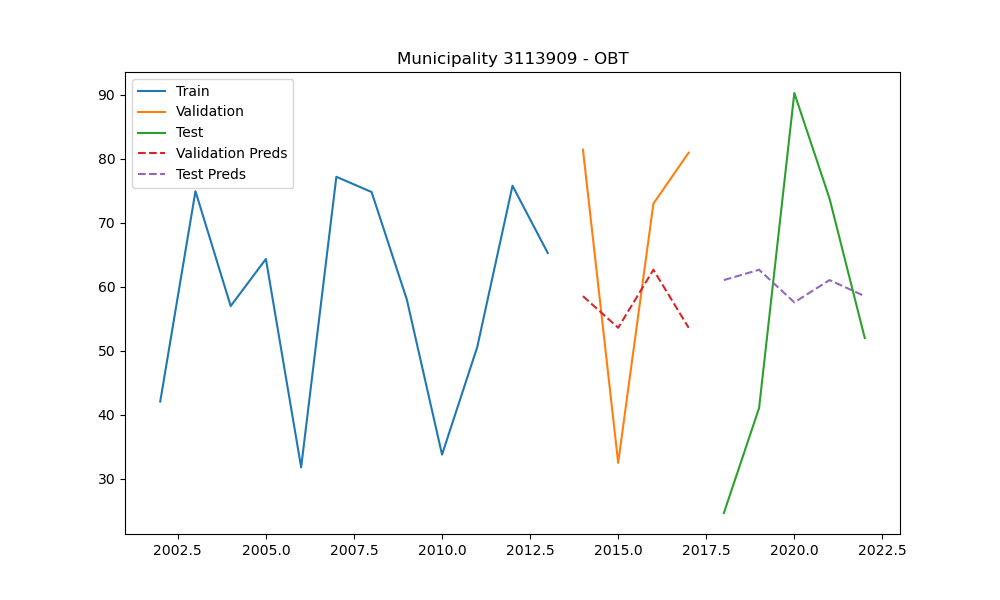 Municipality 3113909 - OBT
Train
Validation
Test
Validation Preds
Test Preds
90
80
70
60
50
40
30
2002.5 2005.0 2007.5 2010.0 2012.5 2015.0 2017.5 2020.0 2022.5